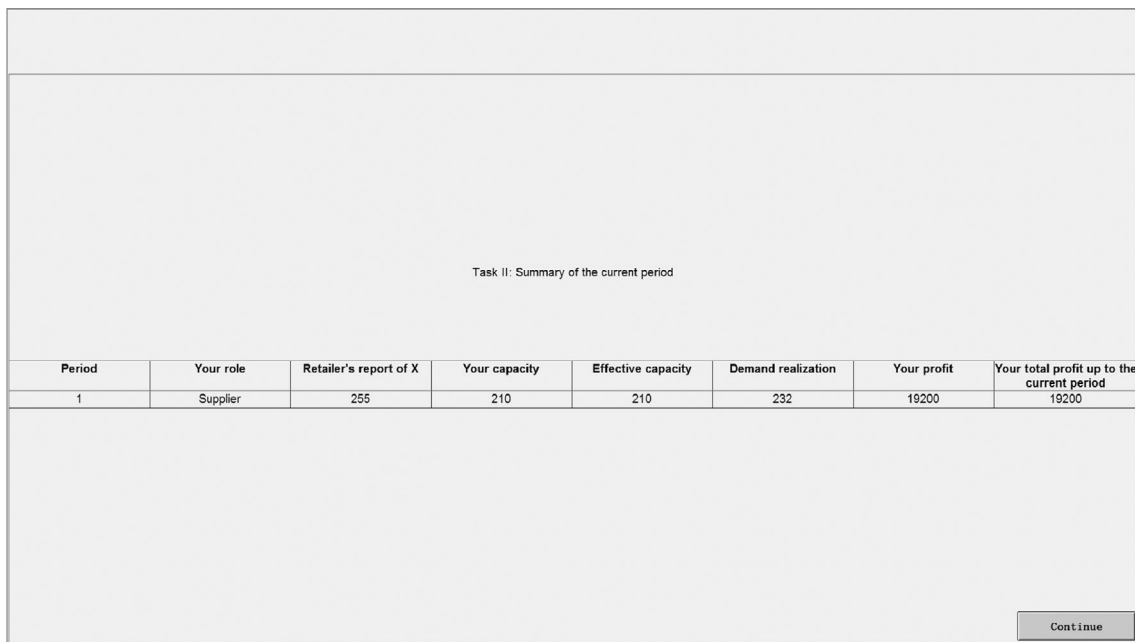 Task II: Summary of the current period
Period Your role Retailer's report of X Your capacity Effective capacity Demand realization Your profit Your total profit up to the current period
1 Supplier 255 210 210 232 19200 19200
Continue